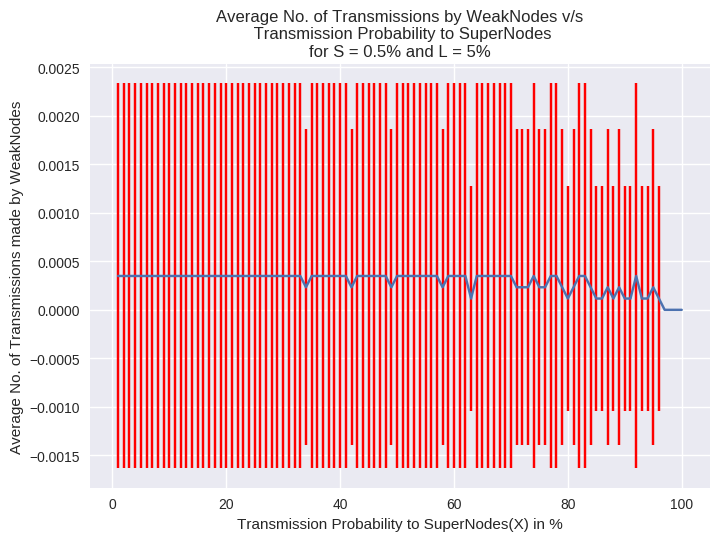 Average No. of Transmissions by WeakNodes v/s
Transmission Probability to SuperNodes
for S = 0.5% and L = 5%
Average No. of Transmissions made by WeakNodes
0.0025
0.0020
0.0015
0.0010
0.0005
0.0000
−0.0005
−0.0010
−0.0015
0 20 40 60 80 100
Transmission Probability to SuperNodes(X) in %